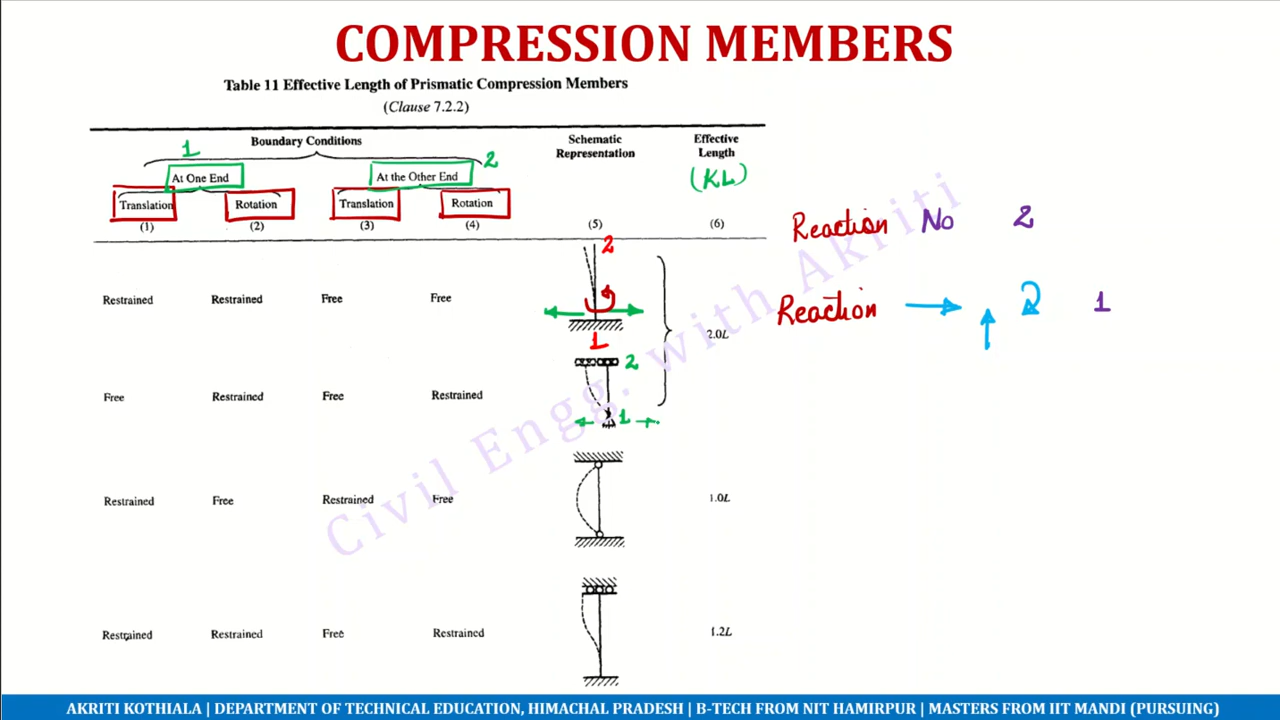 COMPRESSION MEMBERS
Table 11 Effective Length of Prismatic Compression Members
(Clause 7.2.2)
Boundary Conditions Schematic Representation Effective Length
1 2
At One End At the Other End (KL)
Translation Rotation Translation Rotation
(1) (2) (3) (4) (5) (6)
Reaction No 2
2
Restrained Restrained Free Free
Reaction 1
2.0L
1
2
Free Restrained Free Restrained
1
Restrained Free Restrained Free 1.0L
Restrained Restrained Free Restrained 1.2L
Civil Engg. with Akriti
AKRITI KOTHIALA | DEPARTMENT OF TECHNICAL EDUCATION, HIMACHAL PRADESH | B-TECH FROM NIT HAMIRPUR | MASTERS FROM IIT MANDI (PURSUING)